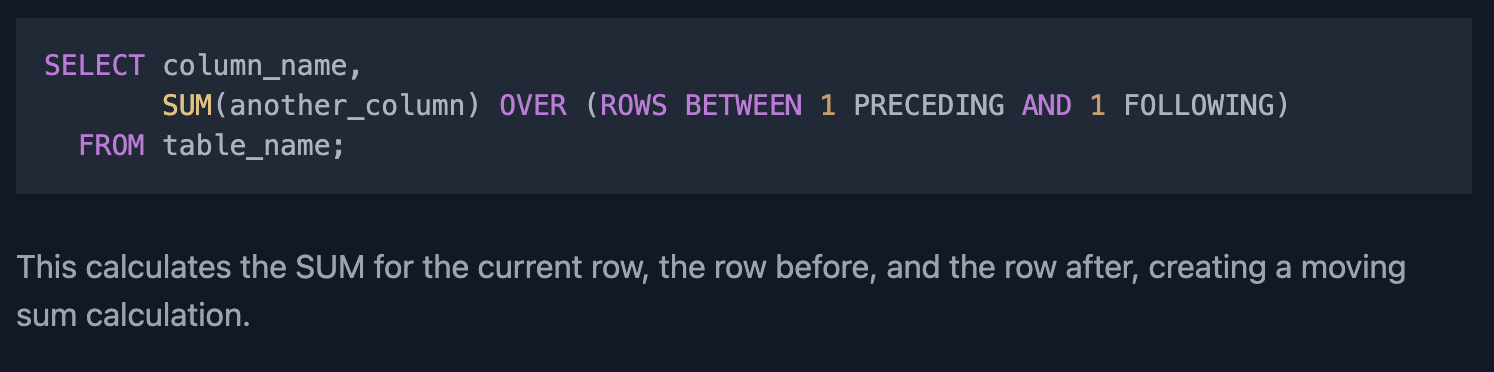 SELECT column_name,
SUM(another_column) OVER (ROWS BETWEEN 1 PRECEDING AND 1 FOLLOWING)
FROM table_name;
This calculates the SUM for the current row, the row before, and the row after, creating a moving
sum calculation.